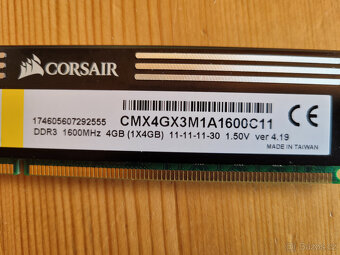 CORSAIR
174605607292555
CMX4GX3M1A1600C11
DDR3 1600MHz 4GB (1X4GB) 11-11-11-30 1.50V ver 4.19
CE
MADE IN TAIWAN